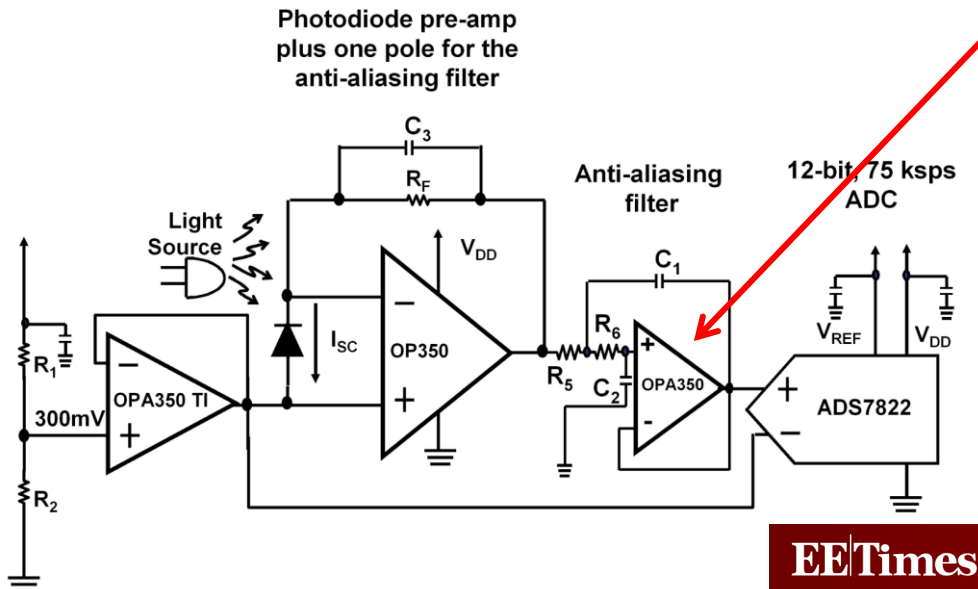 Photodiode pre-amp
plus one pole for the
anti-aliasing filter
C3
RF
Light
Source
VDD
ISC
OP350
Anti-aliasing
filter
C1
R6
R5
C2
+
OPA350
-
12-bit, 75 ksps
ADC
VREF
VDD
+
ADS7822
−
R1
−
OPA350 TI
300mV
+
R2
−
+
EE|Times